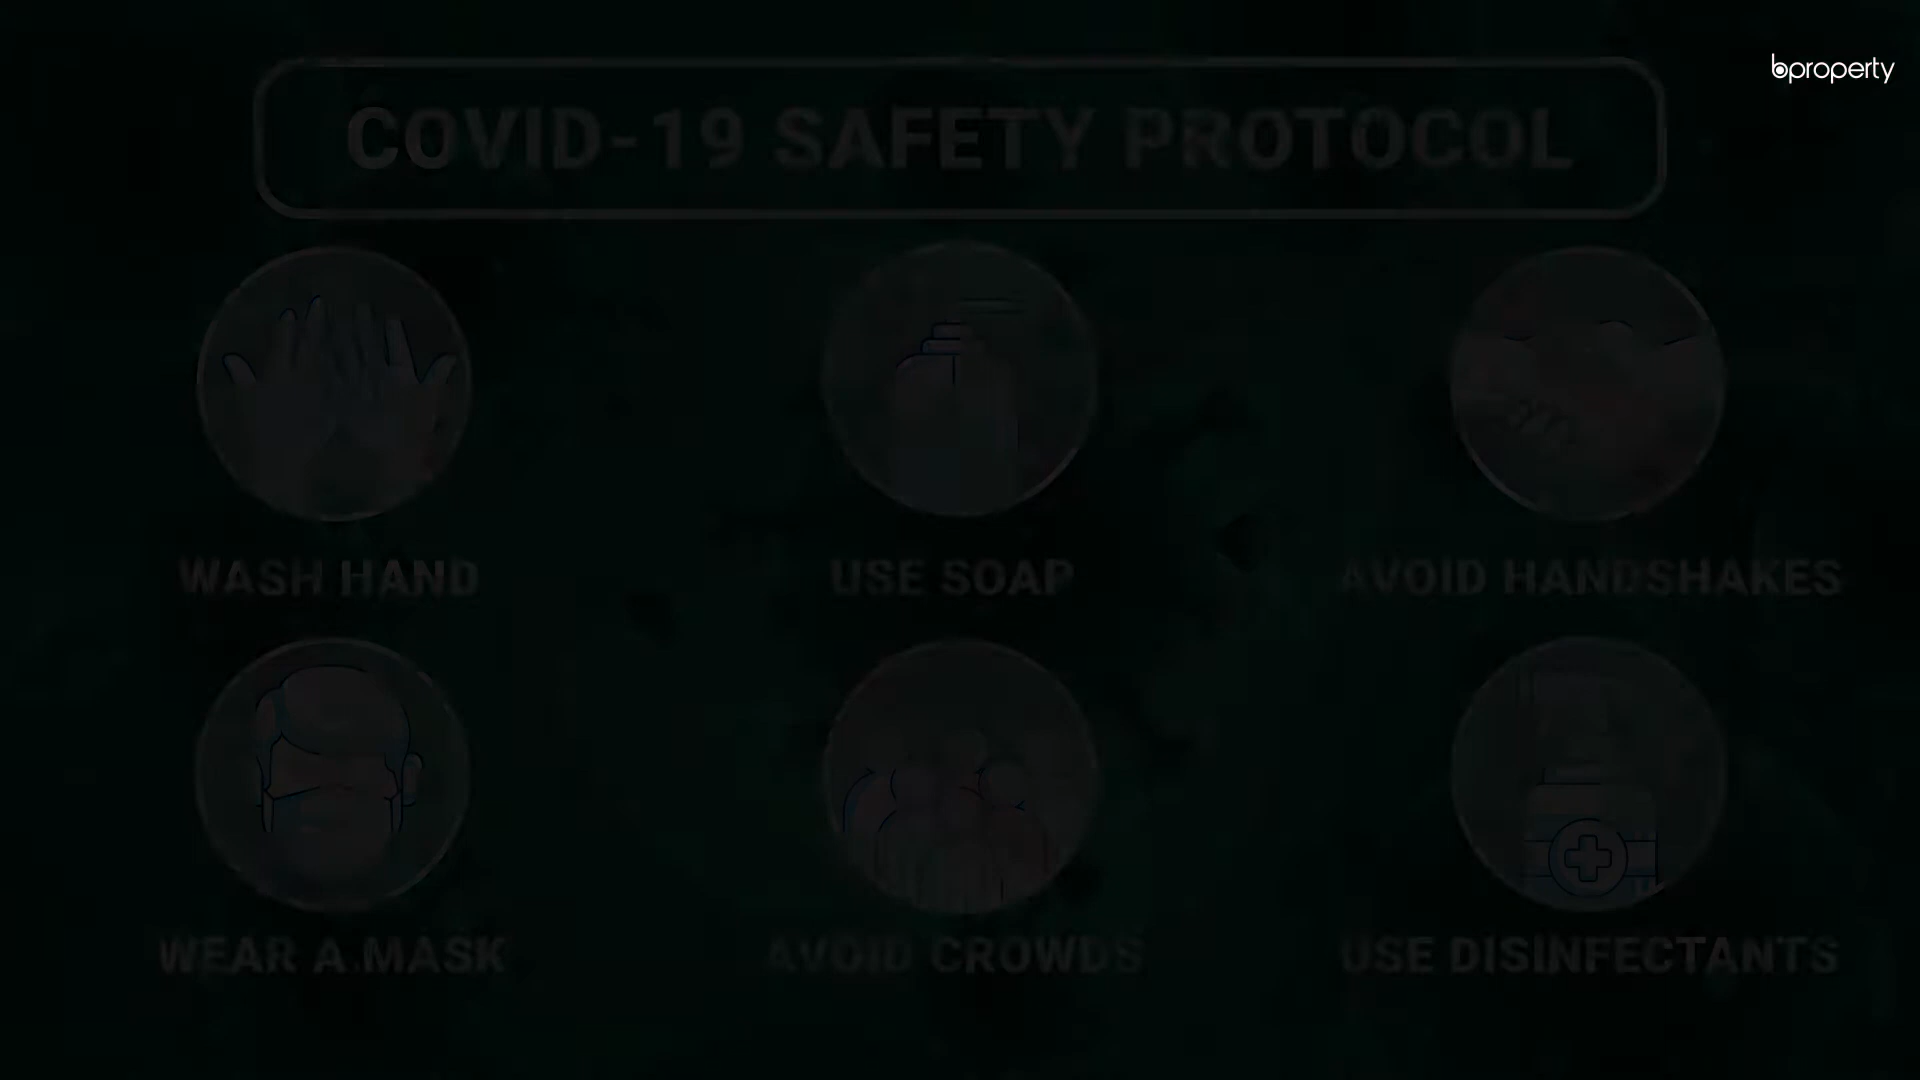 bproperty
COVID-19 SAFETY PROTOCOL
WASH HAND
USE SOAP
AVOID HANDSHAKES
WEAR A MASK
AVOID CROWDS
USE DISINFECTANTS